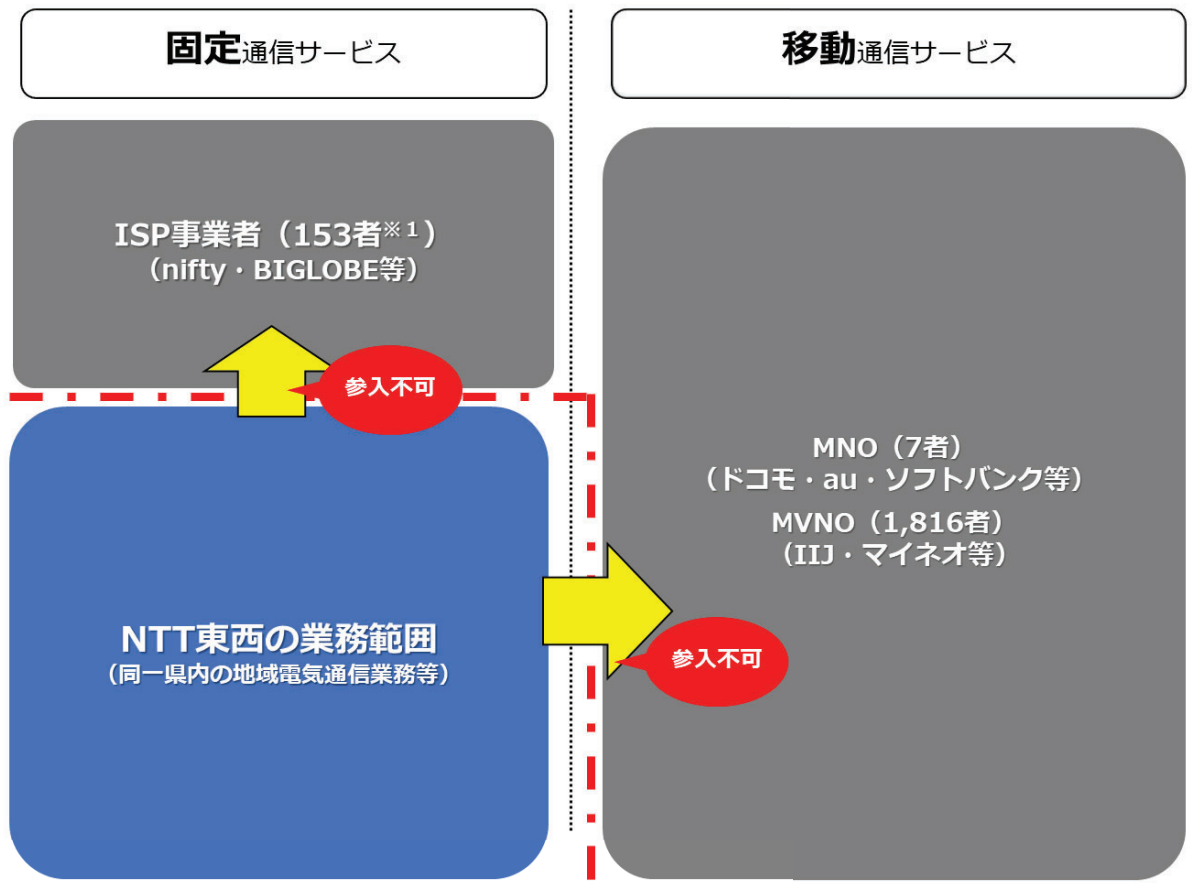 固定通信サービス
移動通信サービス
ISP事業者（153者※1）
（nifty・BIGLOBE等）
参入不可
NTT東西の業務範囲
（同一県内の地域電気通信業務等）
MNO（7者）
（ドコモ・au・ソフトバンク等）
MVNO（1,816者）
（IIJ・マイネオ等）
参入不可